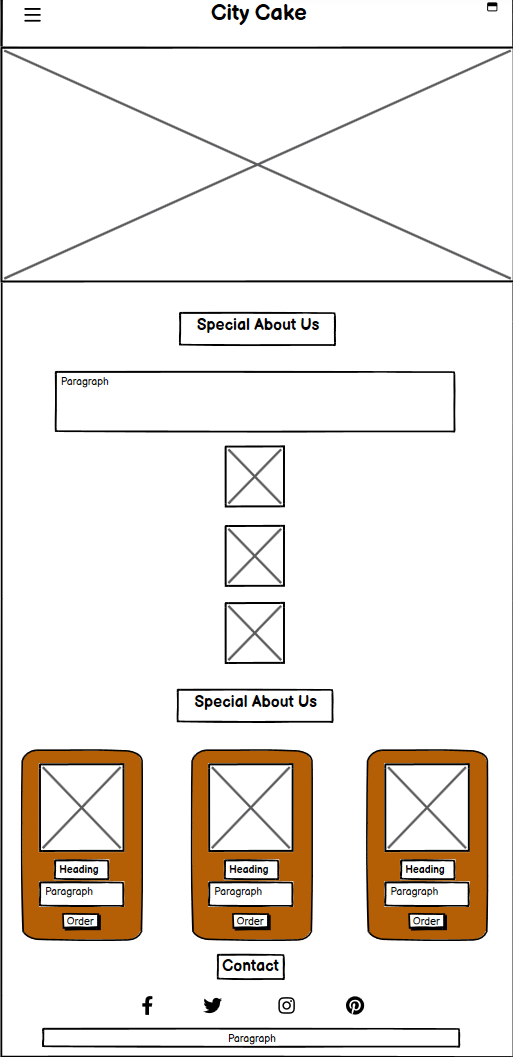 City Cake
Special About Us
Paragraph
Special About Us
Heading
Paragraph
Order
Heading
Paragraph
Order
Heading
Paragraph
Order
Contact
Paragraph